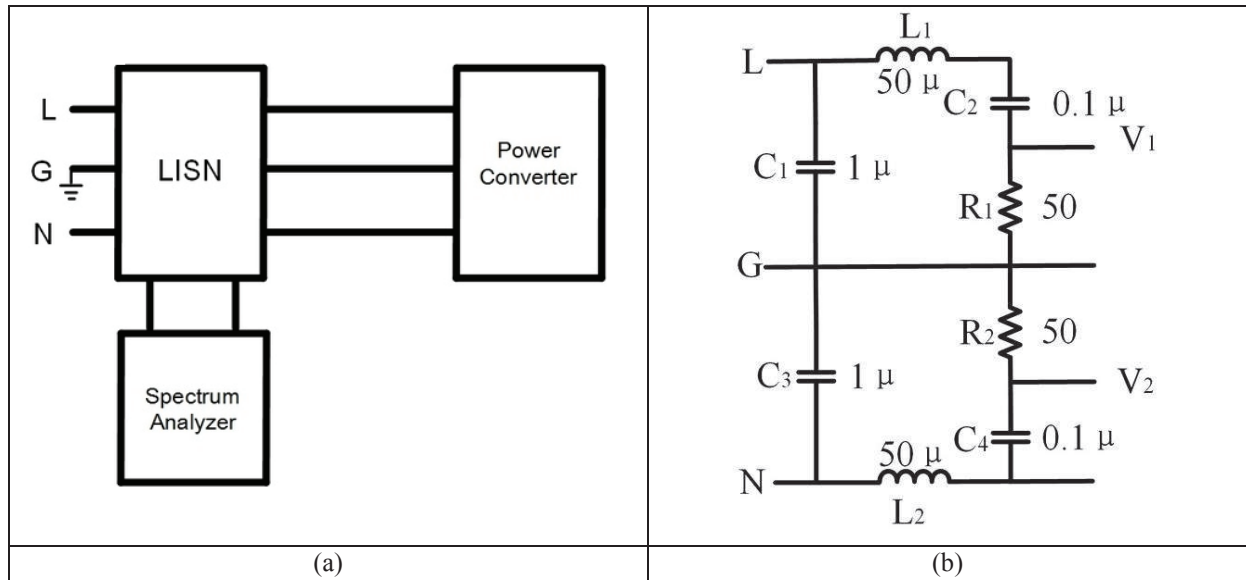 L
G
N
LISN
Power
Converter
Spectrum
Analyzer
(a)
L1
L
50 μ
C2
0.1 μ
V1
C1
1 μ
R1
50
G
R2
50
C3
1 μ
V2
C4
0.1 μ
50 μ
N
L2
(b)